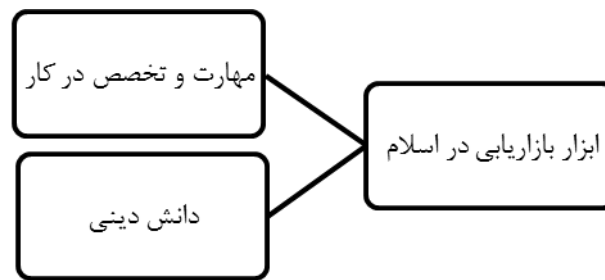 ابزار بازاریابی در اسلام
مهارت و تخصص در کار
دانش دینی